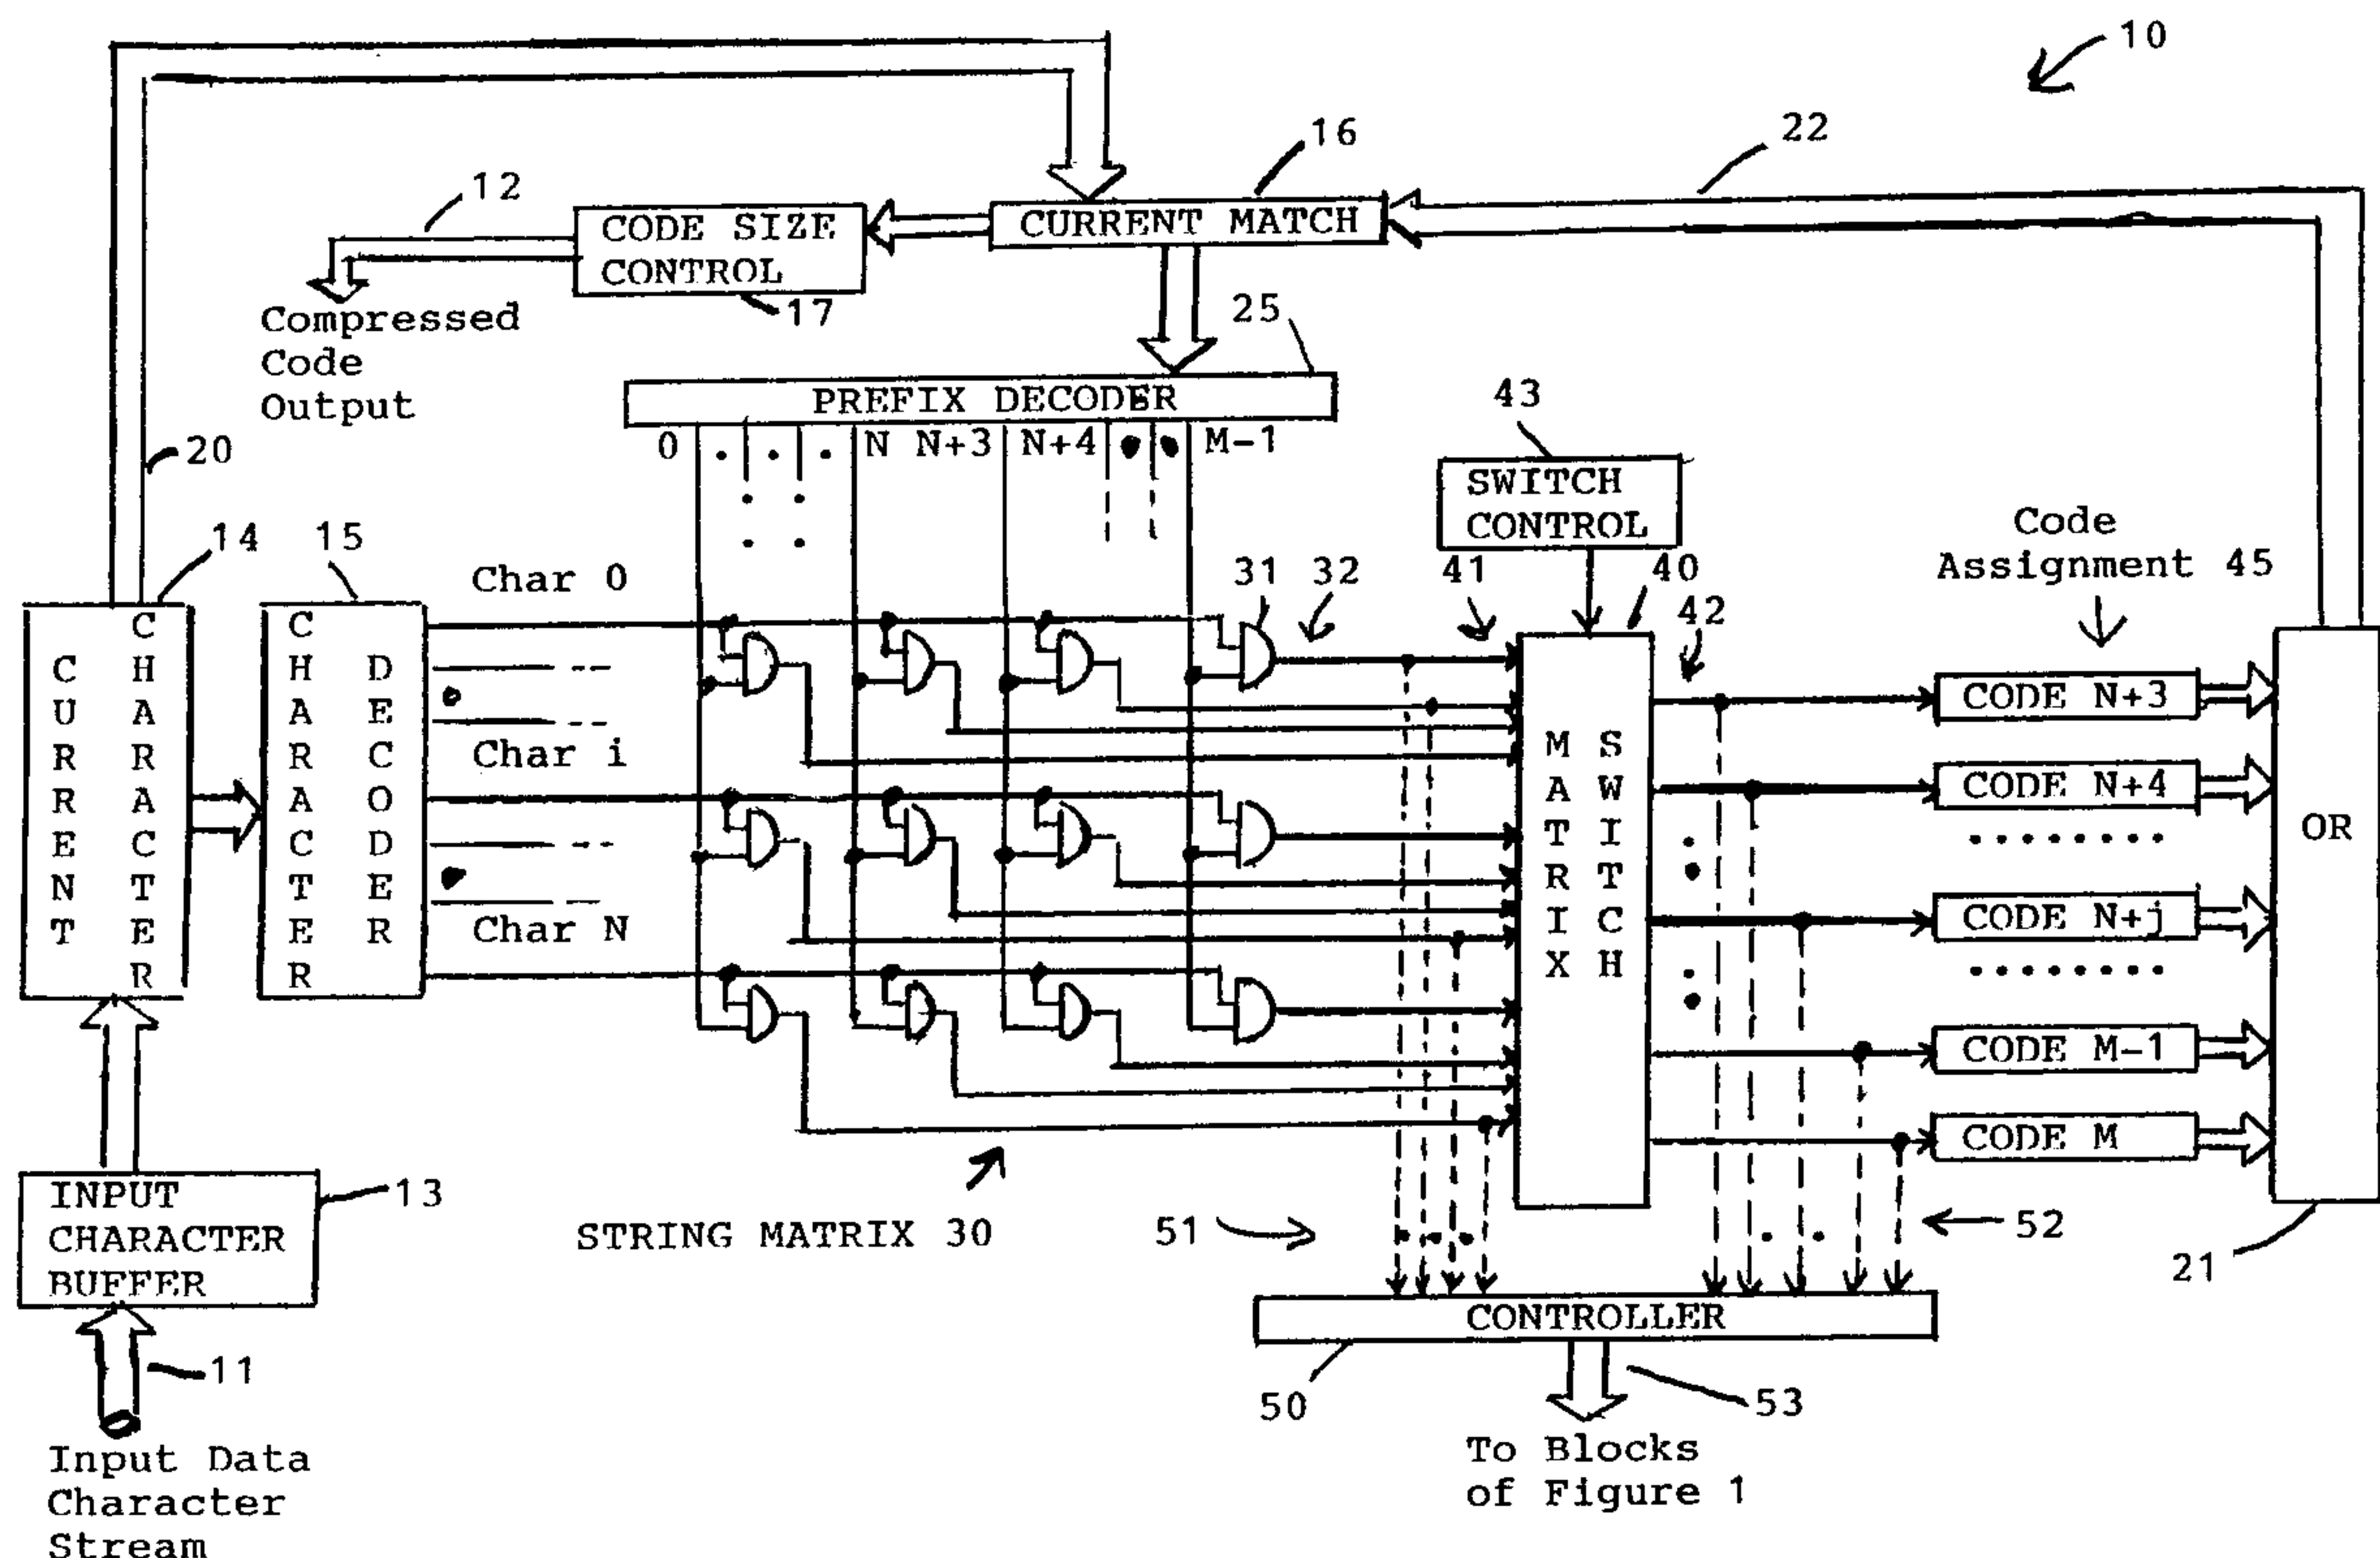 10
16
22
12
CODE SIZE
CONTROL
CURRENT MATCH
17
25
Compressed
Code
Output
PREFIX DECODER
43
20
0 . . . N N+3 N+4 . . M-1
SWITCH
CONTROL
Code
Assignment 45
14
15
Char 0
31
32
41
40
42
CURRENT
CHARACTER
CHARACTER
DECODER
Char i
Char N
MATRIX
SWITCH
CODE N+3
CODE N+4
. . . . . . . .
CODE N+j
. . . . . . . .
CODE M-1
CODE M
OR
INPUT
CHARACTER
BUFFER
13
STRING MATRIX 30
51
52
21
CONTROLLER
11
50
53
Input Data
Character
Stream
To Blocks
of Figure 1